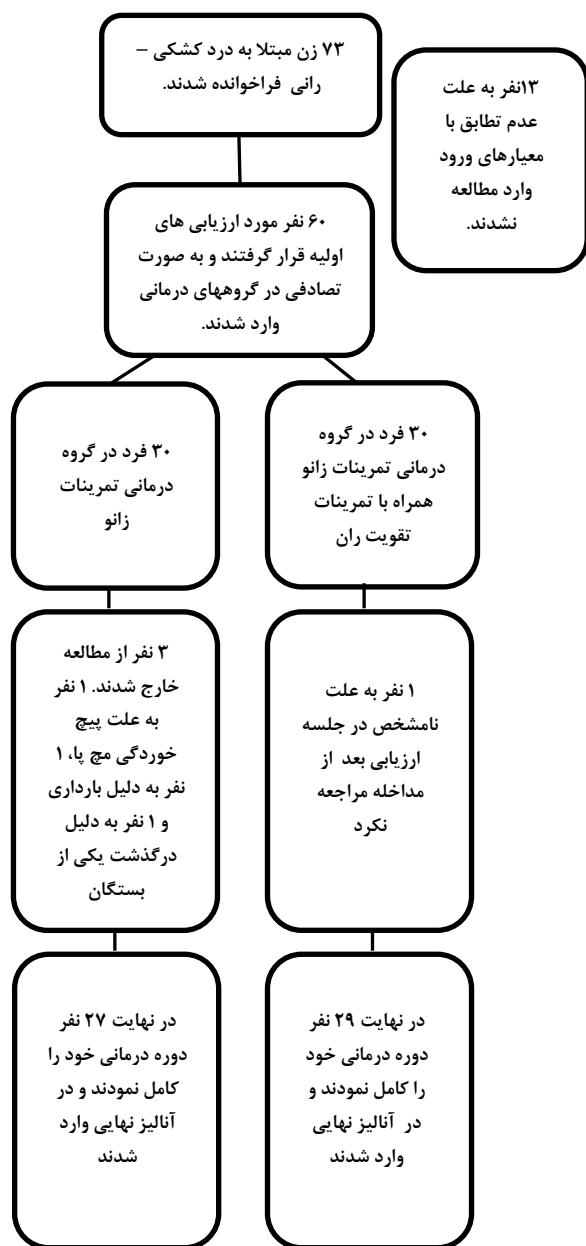 ۷۳ زن مبتلا به درد کشکی –
رانی فراخوانده شدند.
۱۳نفر به علت
عدم تطابق با
معیارهای ورود
وارد مطالعه
نشدند.
۶۰ نفر مورد ارزیابی های
اولیه قرار گرفتند و به صورت
تصادفی در گروههای درمانی
وارد شدند.
۳۰ فرد در گروه
درمانی تمرینات زانو
همراه با تمرینات
تقویت ران
۳۰ فرد در گروه
درمانی تمرینات
زانو
۱ نفر به علت
نامشخص در جلسه
ارزیابی بعد از
مداخله مراجعه
نکرد
۳ نفر از مطالعه
خارج شدند. ۱ نفر
به علت پیچ
خوردگی مچ پا، ۱
نفر به دلیل بارداری
و ۱ نفر به دلیل
درگذشت یکی از
بستگان
در نهایت ۲۹ نفر
دوره درمانی خود
را کامل نمودند و
در آنالیز نهایی
وارد شدند
در نهایت ۲۷ نفر
دوره درمانی خود را
کامل نمودند و در
آنالیز نهایی وارد
شدند